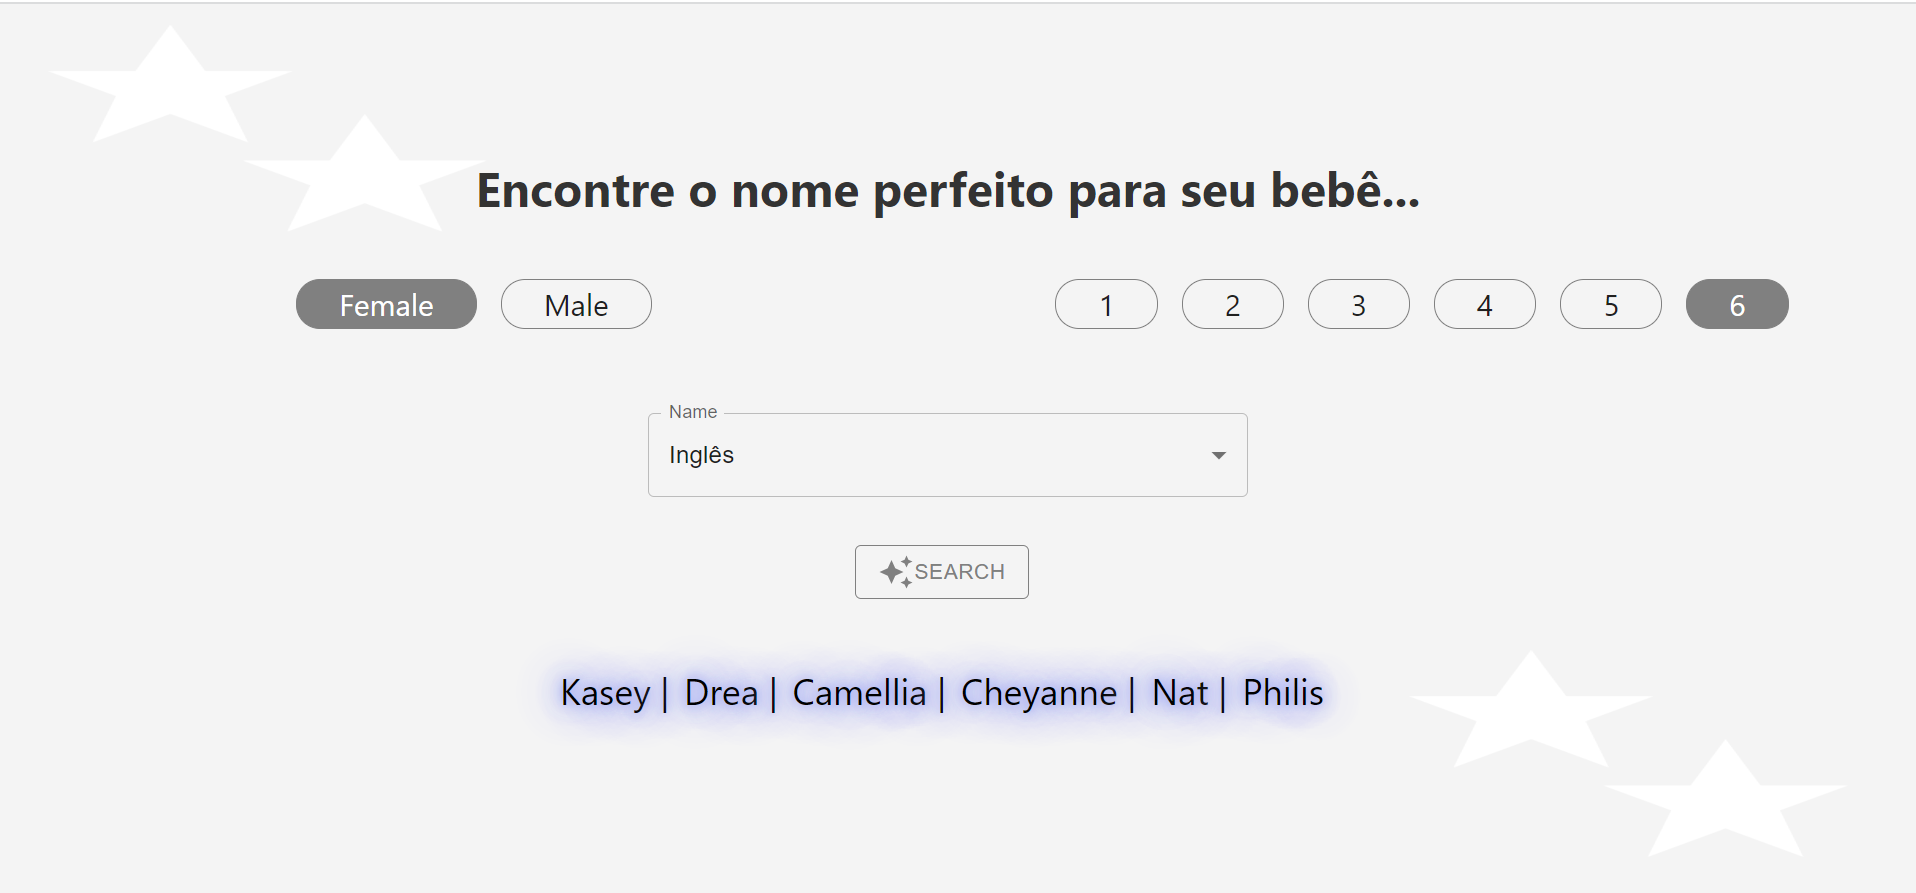 Encontre o nome perfeito para seu bebê...
Female Male 1 2 3 4 5 6
Name
Inglês
SEARCH
Kasey | Drea | Camellia | Cheyanne | Nat | Philis